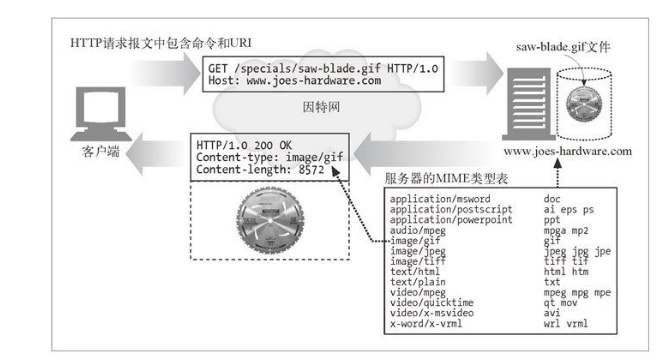 HTTP请求报文中包含命令和URI
saw-blade.gif文件
GET /specials/saw-blade.gif HTTP/1.0
Host: www.joes-hardware.com
因特网
客户端
www.joes-hardware.com
HTTP/1.0 200 OK
Content-type: image/gif
Content-length: 8572
服务器的MIME类型表
application/msword doc
application/postscript ai eps ps
application/powerpoint ppt
audio/mpeg mpga mp2
image/gif gif
image/jpeg jpeg jpg jpe
image/tiff tiff tif
text/html html htm
text/plain txt
video/mpeg mpeg mpg mpe
video/quicktime qt mov
video/x-msvideo avi
x-word/x-vrml wrl vrml